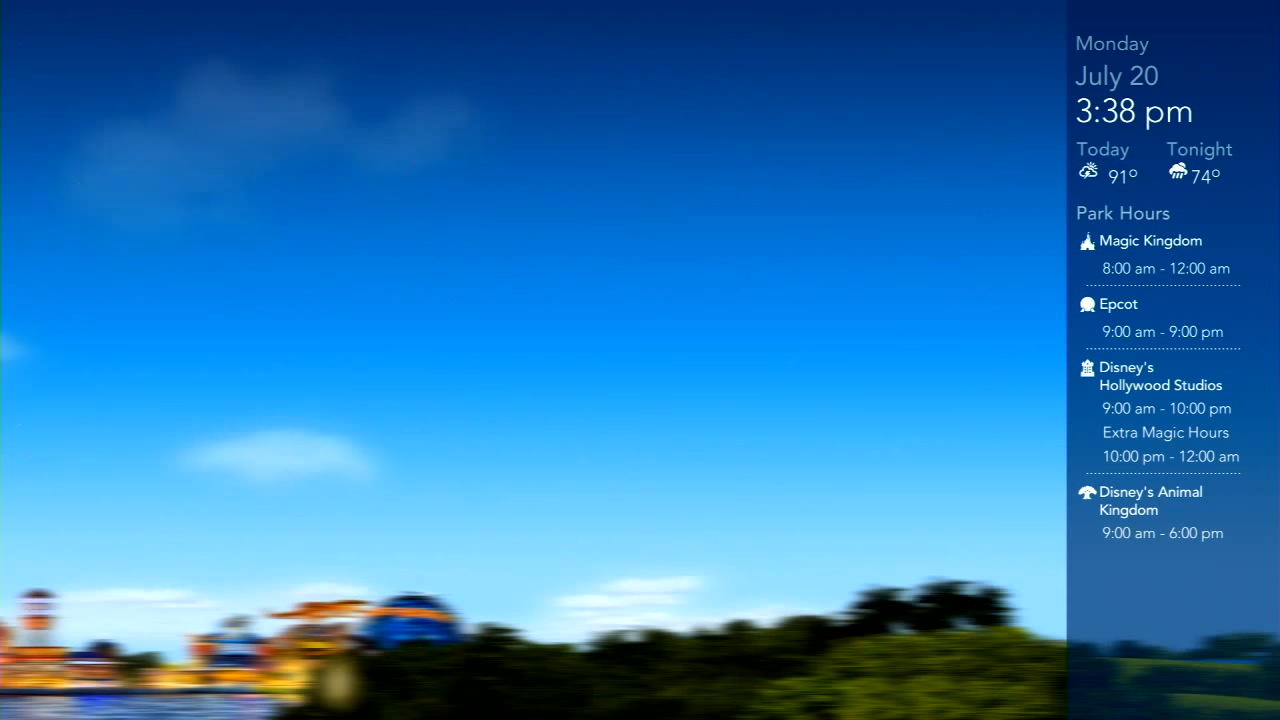 Monday
July 20
3:38 pm
Today Tonight
91° 74°
Park Hours
Magic Kingdom
8:00 am - 12:00 am
Epcot
9:00 am - 9:00 pm
Disney's
Hollywood Studios
9:00 am - 10:00 pm
Extra Magic Hours
10:00 pm - 12:00 am
Disney's Animal
Kingdom
9:00 am - 6:00 pm